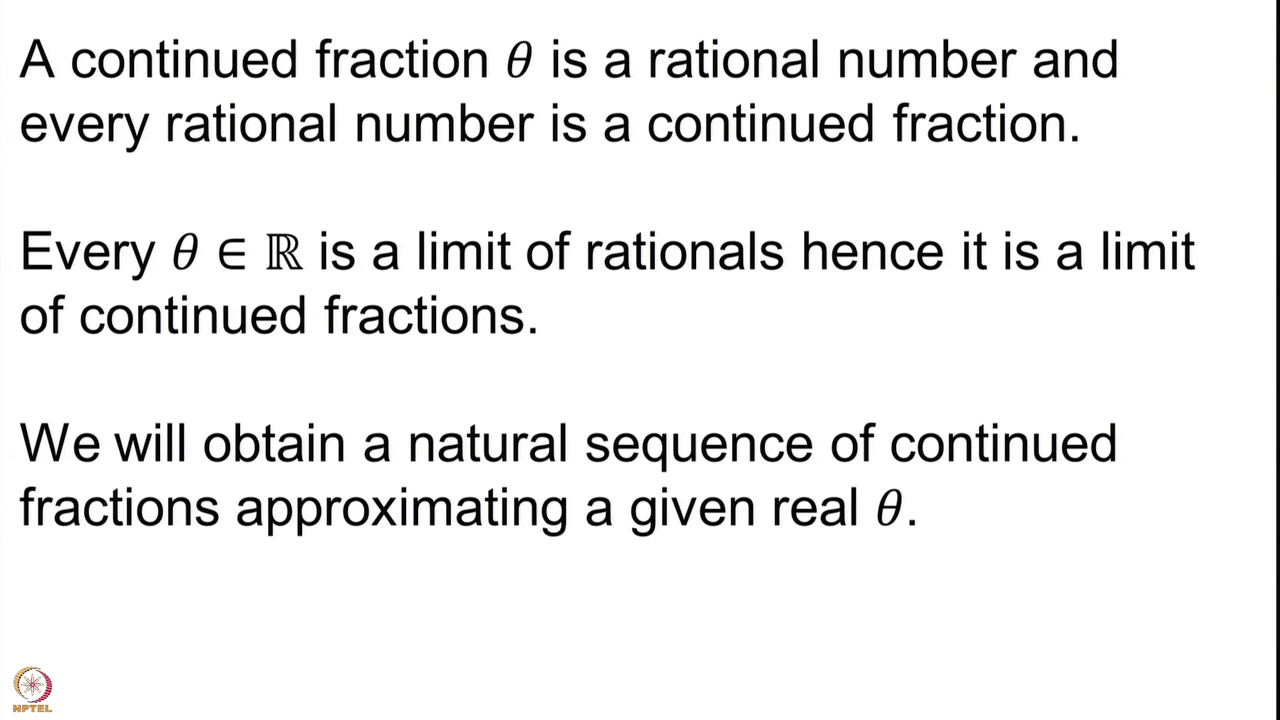 A continued fraction 𝜃 is a rational number and
every rational number is a continued fraction.
Every 𝜃 ∈ ℝ is a limit of rationals hence it is a limit
of continued fractions.
We will obtain a natural sequence of continued
fractions approximating a given real 𝜃.
NPTEL